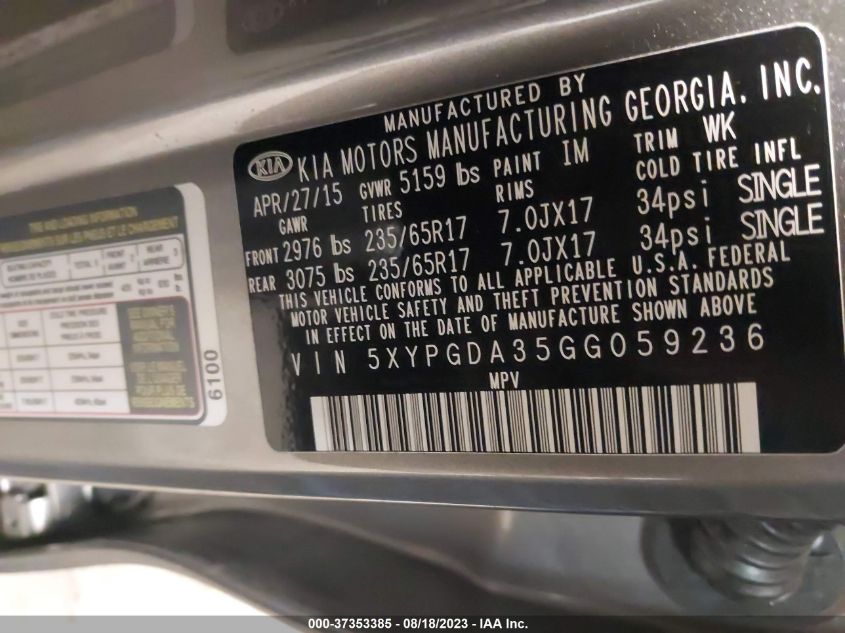 MANUFACTURED BY
KIA KIA MOTORS MANUFACTURING GEORGIA, INC.
APR/27/15 GVWR 5159 lbs PAINT IM TRIM WK
GAWR TIRES RIMS COLD TIRE INFL
FRONT 2976 lbs 235/65R17 7.0JX17 34psi SINGLE
REAR 3075 lbs 235/65R17 7.0JX17 34psi SINGLE
THIS VEHICLE CONFORMS TO ALL APPLICABLE U.S.A. FEDERAL
MOTOR VEHICLE SAFETY AND THEFT PREVENTION STANDARDS
IN EFFECT ON THE DATE OF MANUFACTURE SHOWN ABOVE
VIN 5XYPGDA35GG059236
MPV
TIRE AND LOADING INFORMATION
6100
000-37353385 - 08/18/2023 - IAA Inc.